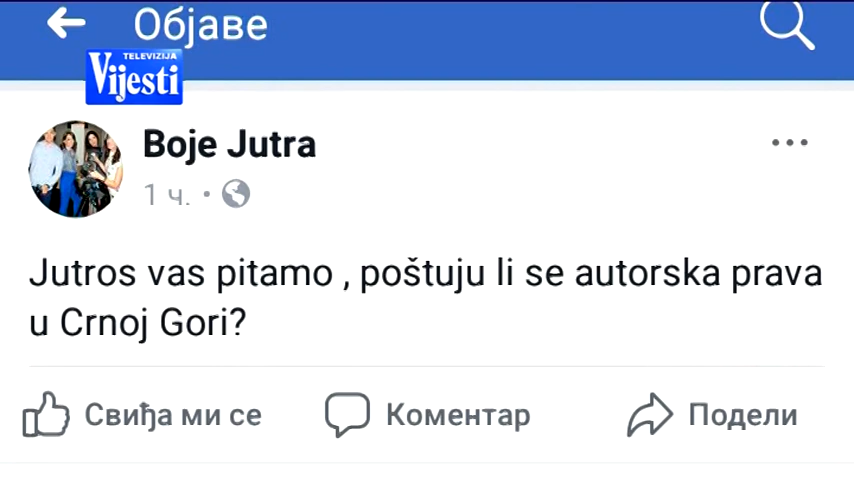 Објаве
TELEVIZIJA
Vijesti
Boje Jutra
1 ч.
Jutros vas pitamo , poštuju li se autorska prava
u Crnoj Gori?
Свиђа ми се
Коментар
Подели